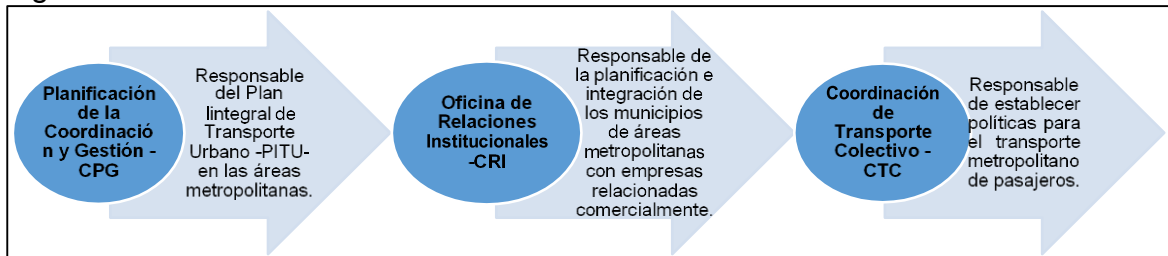 Planificación
de la
Coordinació
n y Gestión -
CPG
Responsable
del Plan
Iintegral de
Transporte
Urbano -PITU-
en las áreas
metropolitanas.
Oficina de
Relaciones
Institucionales
-CRI
Responsable de
la planificación e
integración de
los municipios
de áreas
metropolitanas
con empresas
relacionadas
comercialmente.
Coordinación
de
Transporte
Colectivo -
CTC
Responsable
de establecer
políticas para
el transporte
metropolitano
de pasajeros.